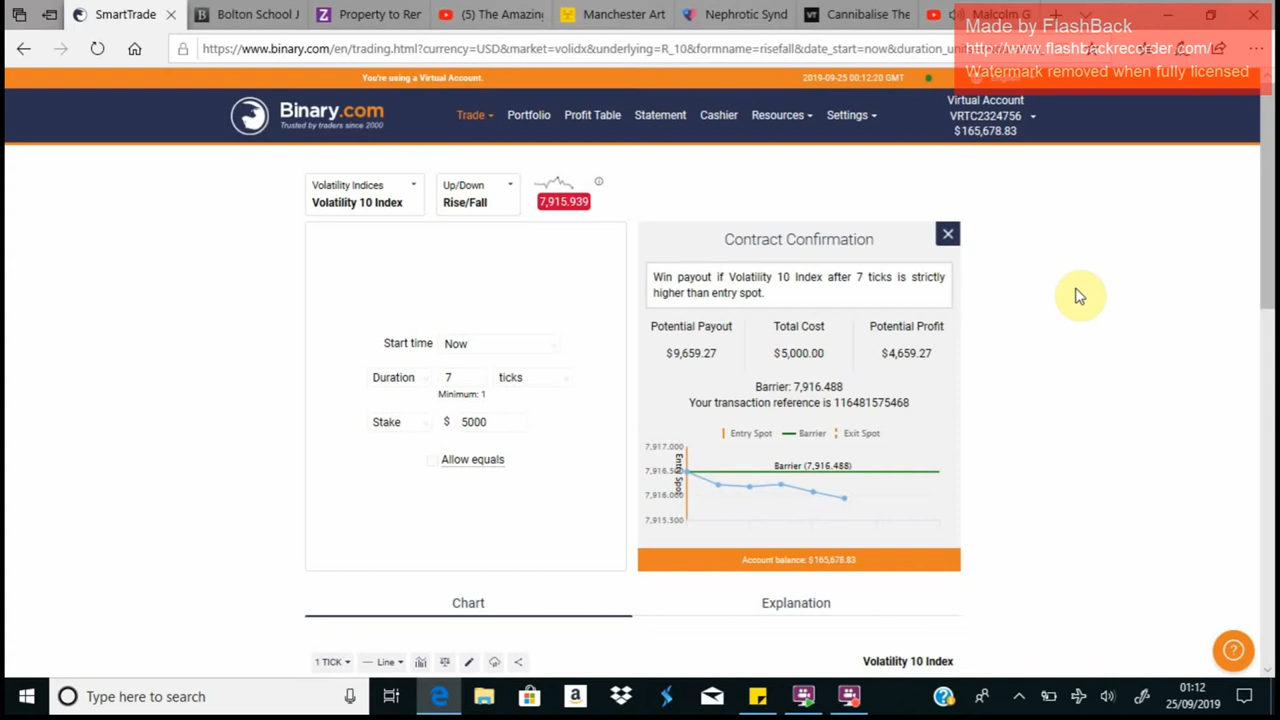 SmartTrade
Bolton School
Property to Ren
(5) The Amazing
Manchester Art
Nephrotic Synd
Cannibalise The
Malcolm G
Made by FlashBack
http://www.flashbackrecorder.com/
Watermark removed when fully licensed
https://www.binary.com/en/trading.html?currency=USD&market=volidx&underlying=R_10&formname=risefall&date_start=now&duration_un
You're using a Virtual Account.
2019-09-25 00:12:20 GMT
Binary.com
Trusted by traders since 2000
Trade
Portfolio
Profit Table
Statement
Cashier
Resources
Settings
Virtual Account
VRTC2324756
$165,678.83
Volatility Indices
Volatility 10 Index
Up/Down
Rise/Fall
7,915.939
Contract Confirmation
Win payout if Volatility 10 Index after 7 ticks is strictly
higher than entry spot.
Potential Payout
Total Cost
Potential Profit
$9,659.27
$5,000.00
$4,659.27
Start time
Now
Duration
7
ticks
Minimum: 1
Stake
$ 5000
Allow equals
Barrier: 7,916.488
Your transaction reference is 116481575468
Entry Spot
Barrier
Exit Spot
7,917.000
7,916.50
7,916.000
7,915.500
Entry Spot
Barrier (7,916.488)
Account balance: $165,678.83
Chart
Explanation
1 TICK
Line
Volatility 10 Index
Type here to search
01:12
25/09/2019